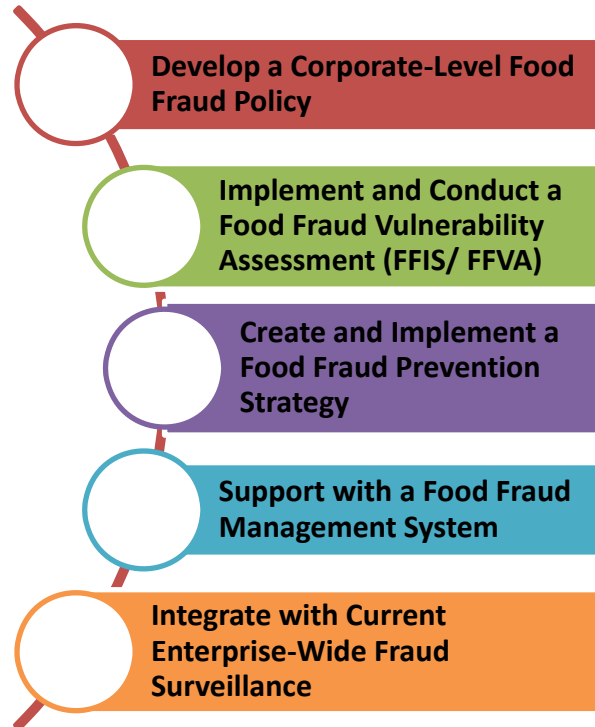 Develop a Corporate-Level Food
Fraud Policy
Implement and Conduct a
Food Fraud Vulnerability
Assessment (FFIS/ FFVA)
Create and Implement a
Food Fraud Prevention
Strategy
Support with a Food Fraud
Management System
Integrate with Current
Enterprise-Wide Fraud
Surveillance